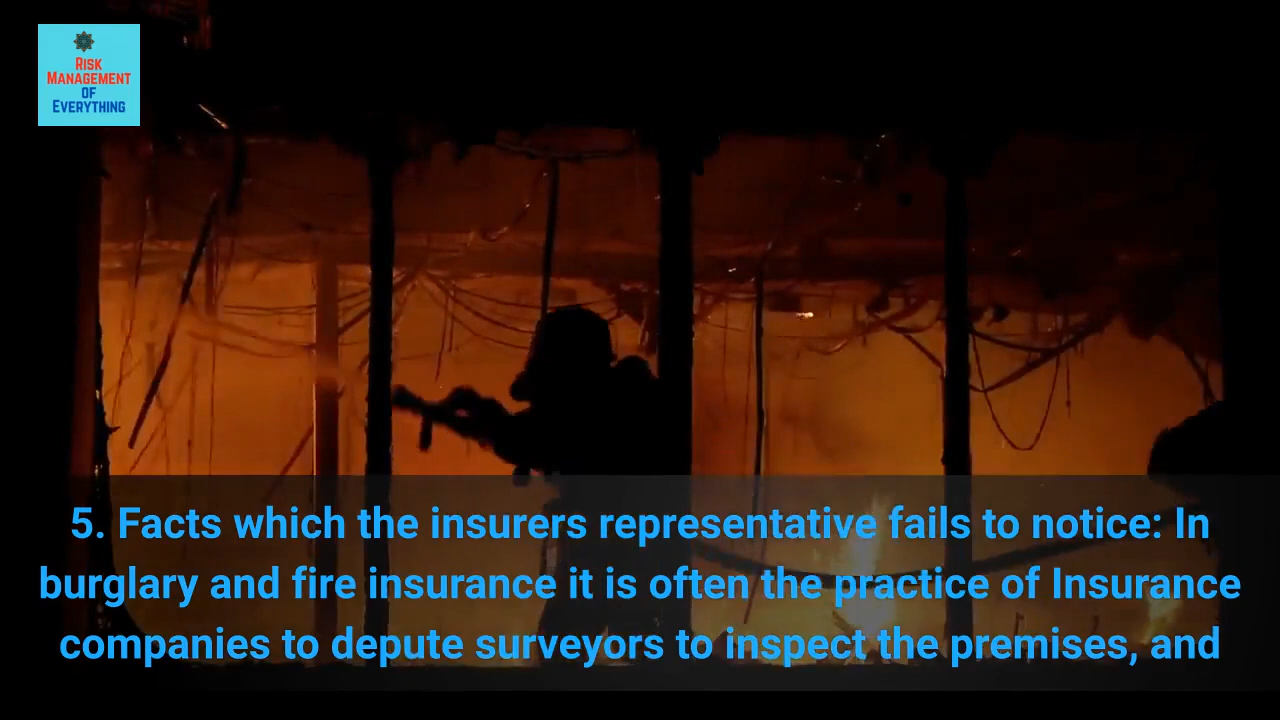 RISK
MANAGEMENT
OF
EVERYTHING
5. Facts which the insurers representative fails to notice: In
burglary and fire insurance it is often the practice of Insurance
companies to depute surveyors to inspect the premises, and